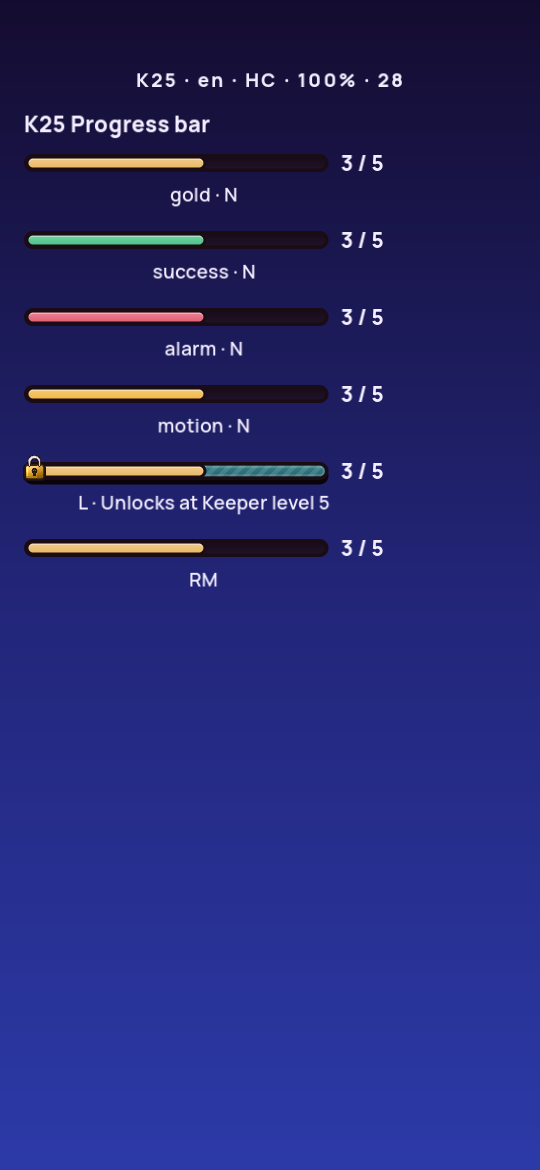 K25 · en · HC · 100% · 28
K25 Progress bar
3 / 5
gold · N
3 / 5
success · N
3 / 5
alarm · N
3 / 5
motion · N
3 / 5
L · Unlocks at Keeper level 5
3 / 5
RM